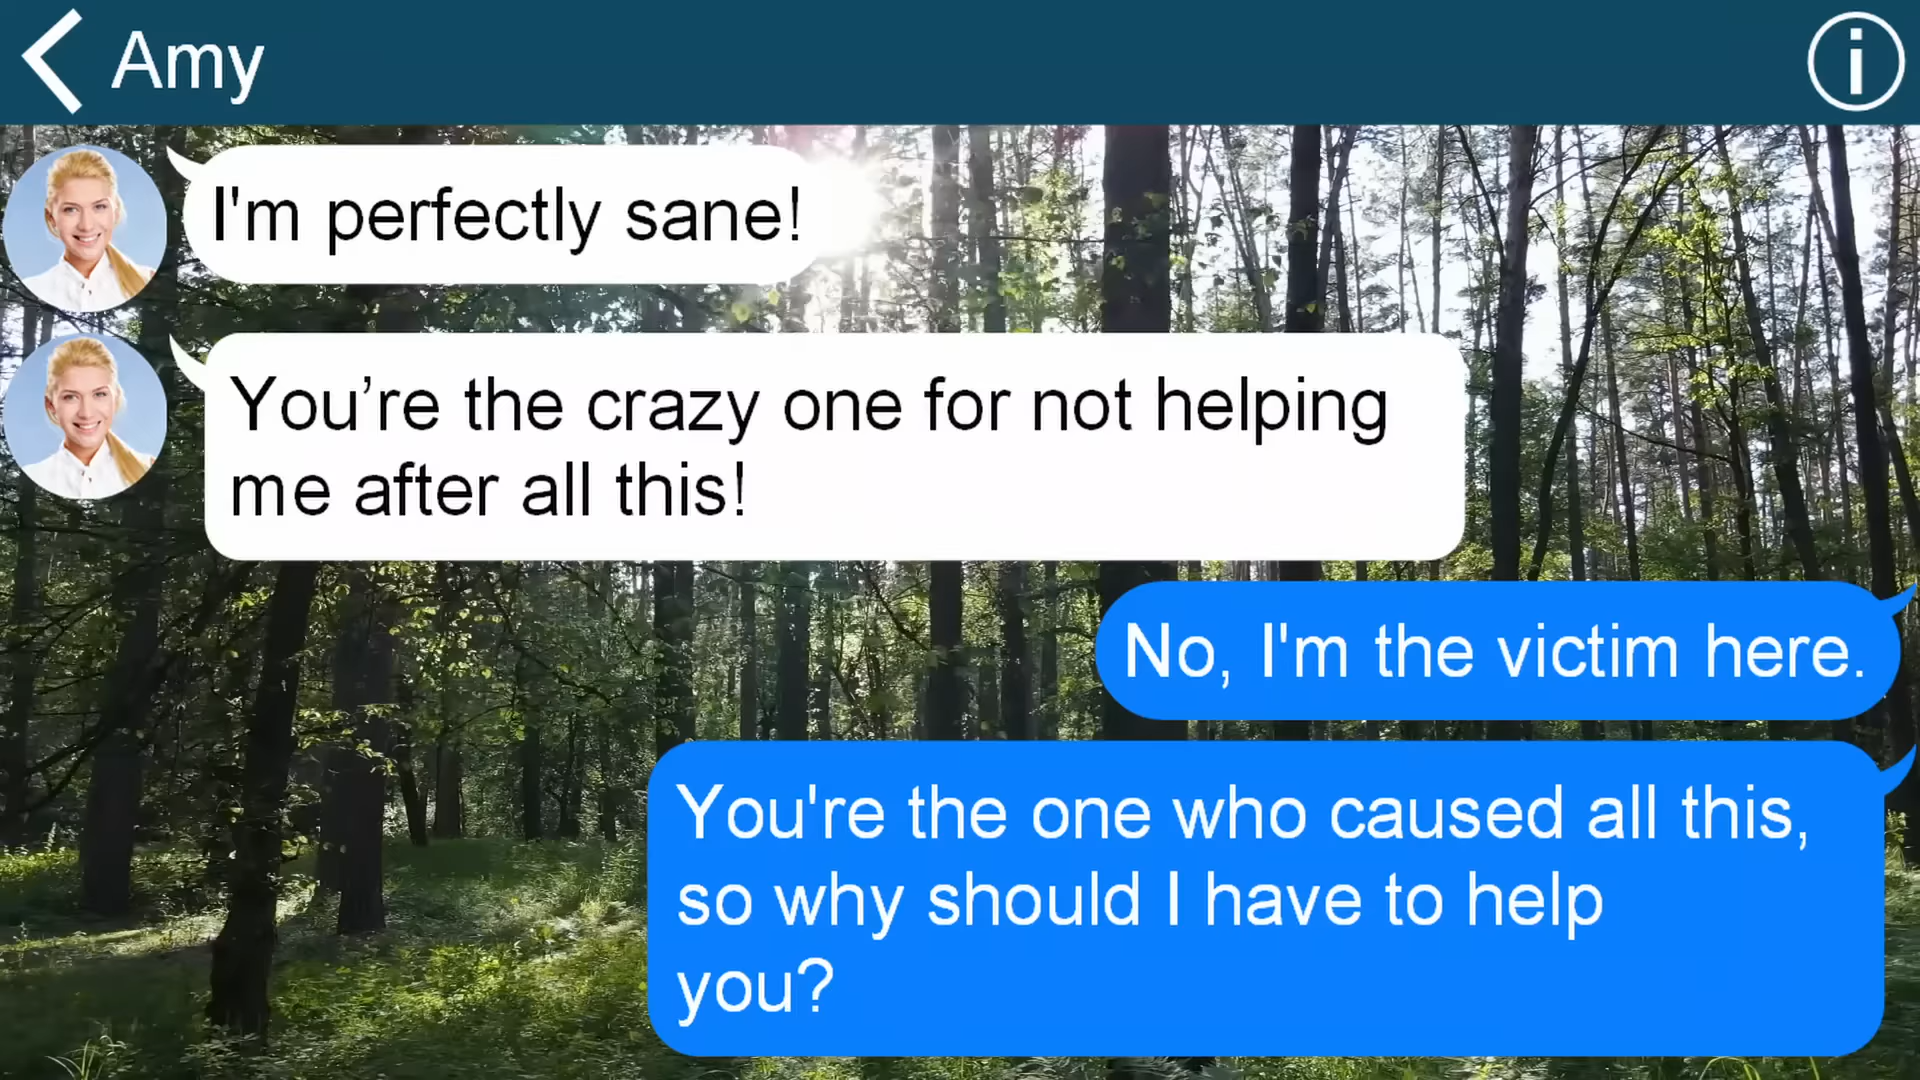 Amy
I'm perfectly sane!
You’re the crazy one for not helping
me after all this!
No, I'm the victim here.
You're the one who caused all this,
so why should I have to help
you?